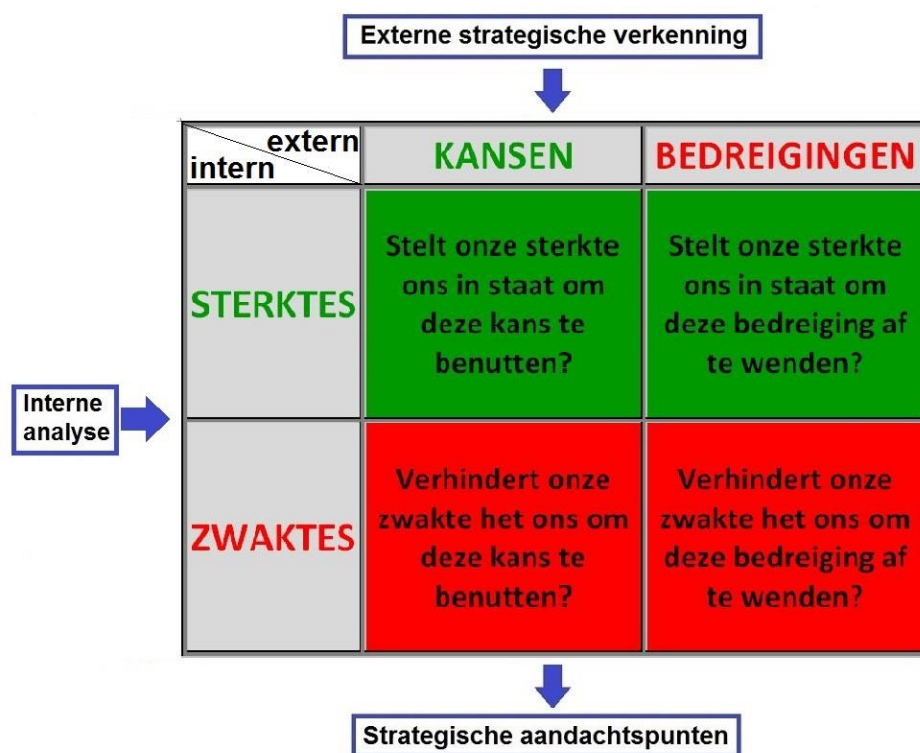 Externe strategische verkenning
extern
intern
KANSEN
BEDREIGINGEN
STERKTES
Stelt onze sterkte
ons in staat om
deze kans te
benutten?
Stelt onze sterkte
ons in staat om
deze bedreiging af
te wenden?
Interne
analyse
ZWAKTES
Verhindert onze
zwakte het ons om
deze kans te
benutten?
Verhindert onze
zwakte het ons om
deze bedreiging af
te wenden?
Strategische aandachtspunten